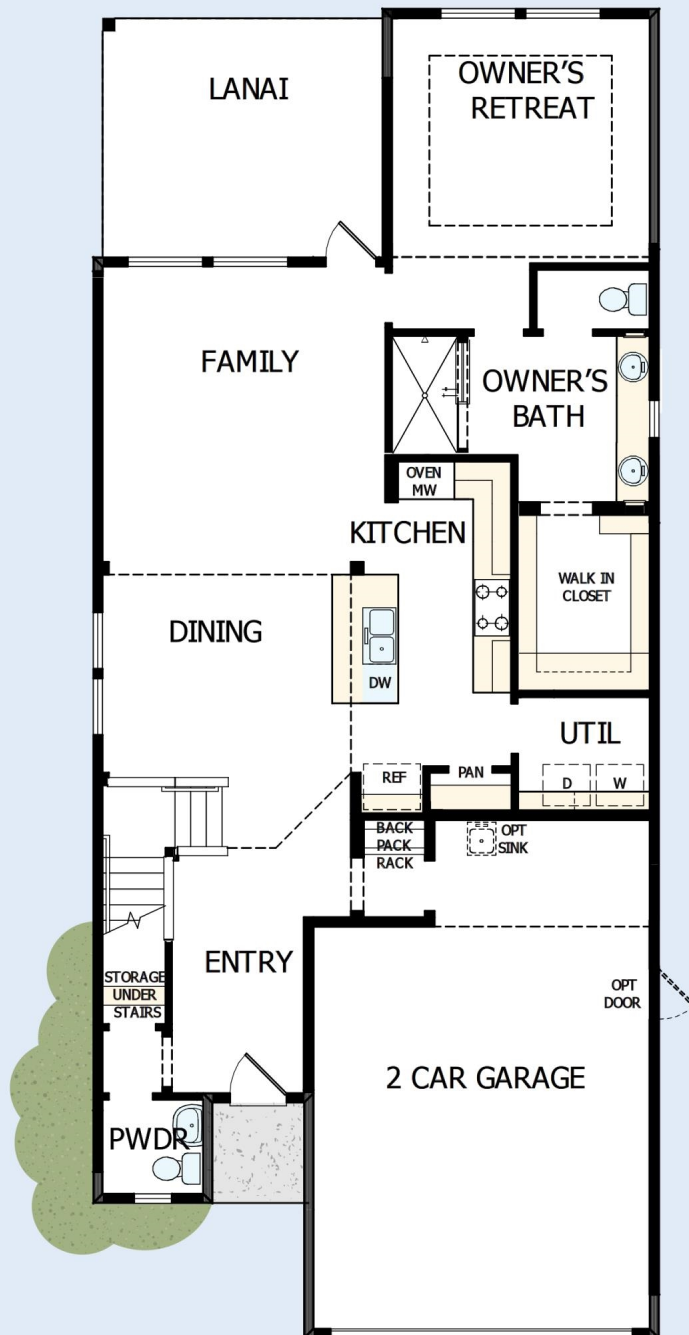 LANAI
OWNER'S
RETREAT
FAMILY
OWNER'S
BATH
OVEN
MW
KITCHEN
WALK IN
CLOSET
DINING
DW
UTIL
REF
PAN
D
W
BACK
PACK
RACK
OPT
SINK
ENTRY
STORAGE
UNDER
STAIRS
OPT
DOOR
2 CAR GARAGE
PWDR